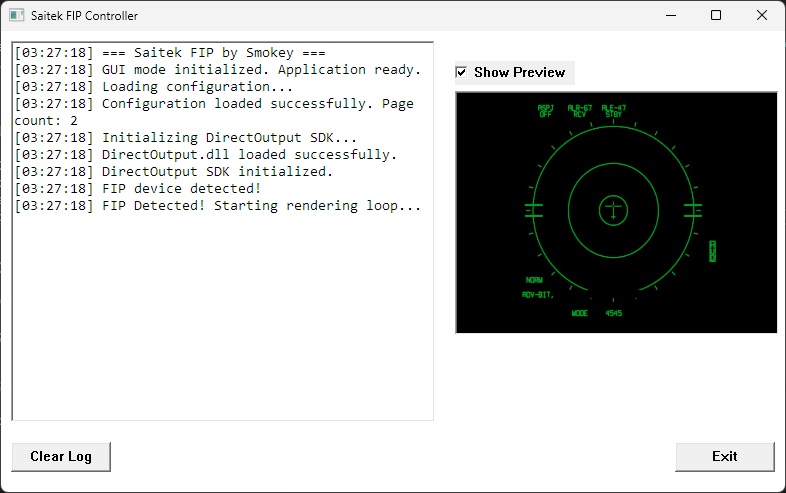 Saitek FIP Controller
[03:27:18] === Saitek FIP by Smokey ===
[03:27:18] GUI mode initialized. Application ready.
[03:27:18] Loading configuration...
[03:27:18] Configuration loaded successfully. Page
count: 2
[03:27:18] Initializing DirectOutput SDK...
[03:27:18] DirectOutput.dll loaded successfully.
[03:27:18] DirectOutput SDK initialized.
[03:27:18] FIP device detected!
[03:27:18] FIP Detected! Starting rendering loop...
Show Preview
ASPJ ALR-67 ALE-47
OFF RCV STBY
NORM
RCV-BIT,
MODE 4545
Clear Log
Exit